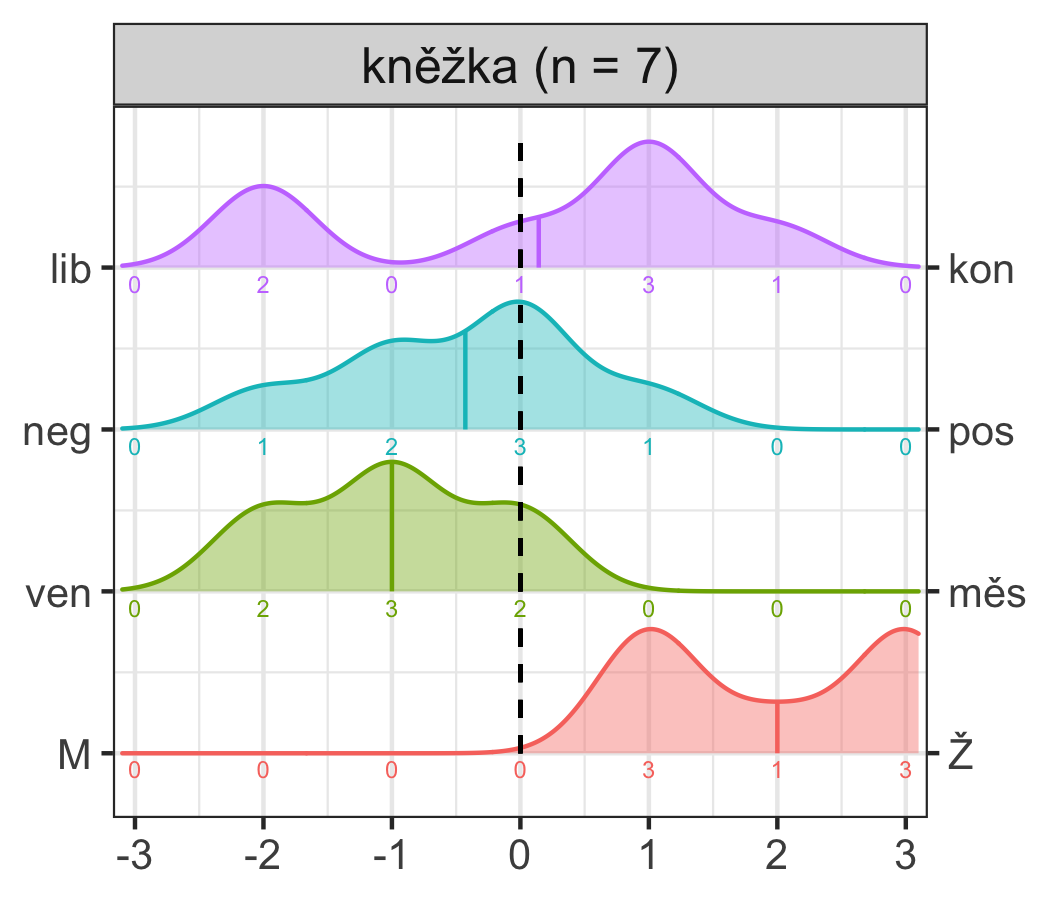 kněžka (n = 7)
lib kon
0 2 0 1 3 1 0
neg pos
0 1 2 3 1 0 0
ven měs
0 2 3 2 0 0 0
M Ž
0 0 0 0 3 1 3
-3 -2 -1 0 1 2 3